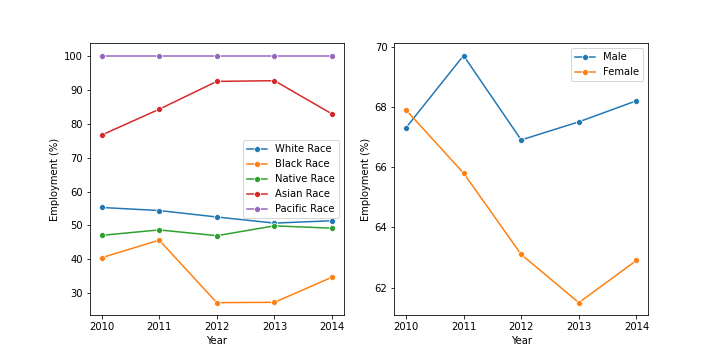 Employment (%)
100
90
80
70
60
50
40
30
White Race
Black Race
Native Race
Asian Race
Pacific Race
2010 2011 2012 2013 2014
Year
Employment (%)
70
68
66
64
62
Male
Female
2010 2011 2012 2013 2014
Year